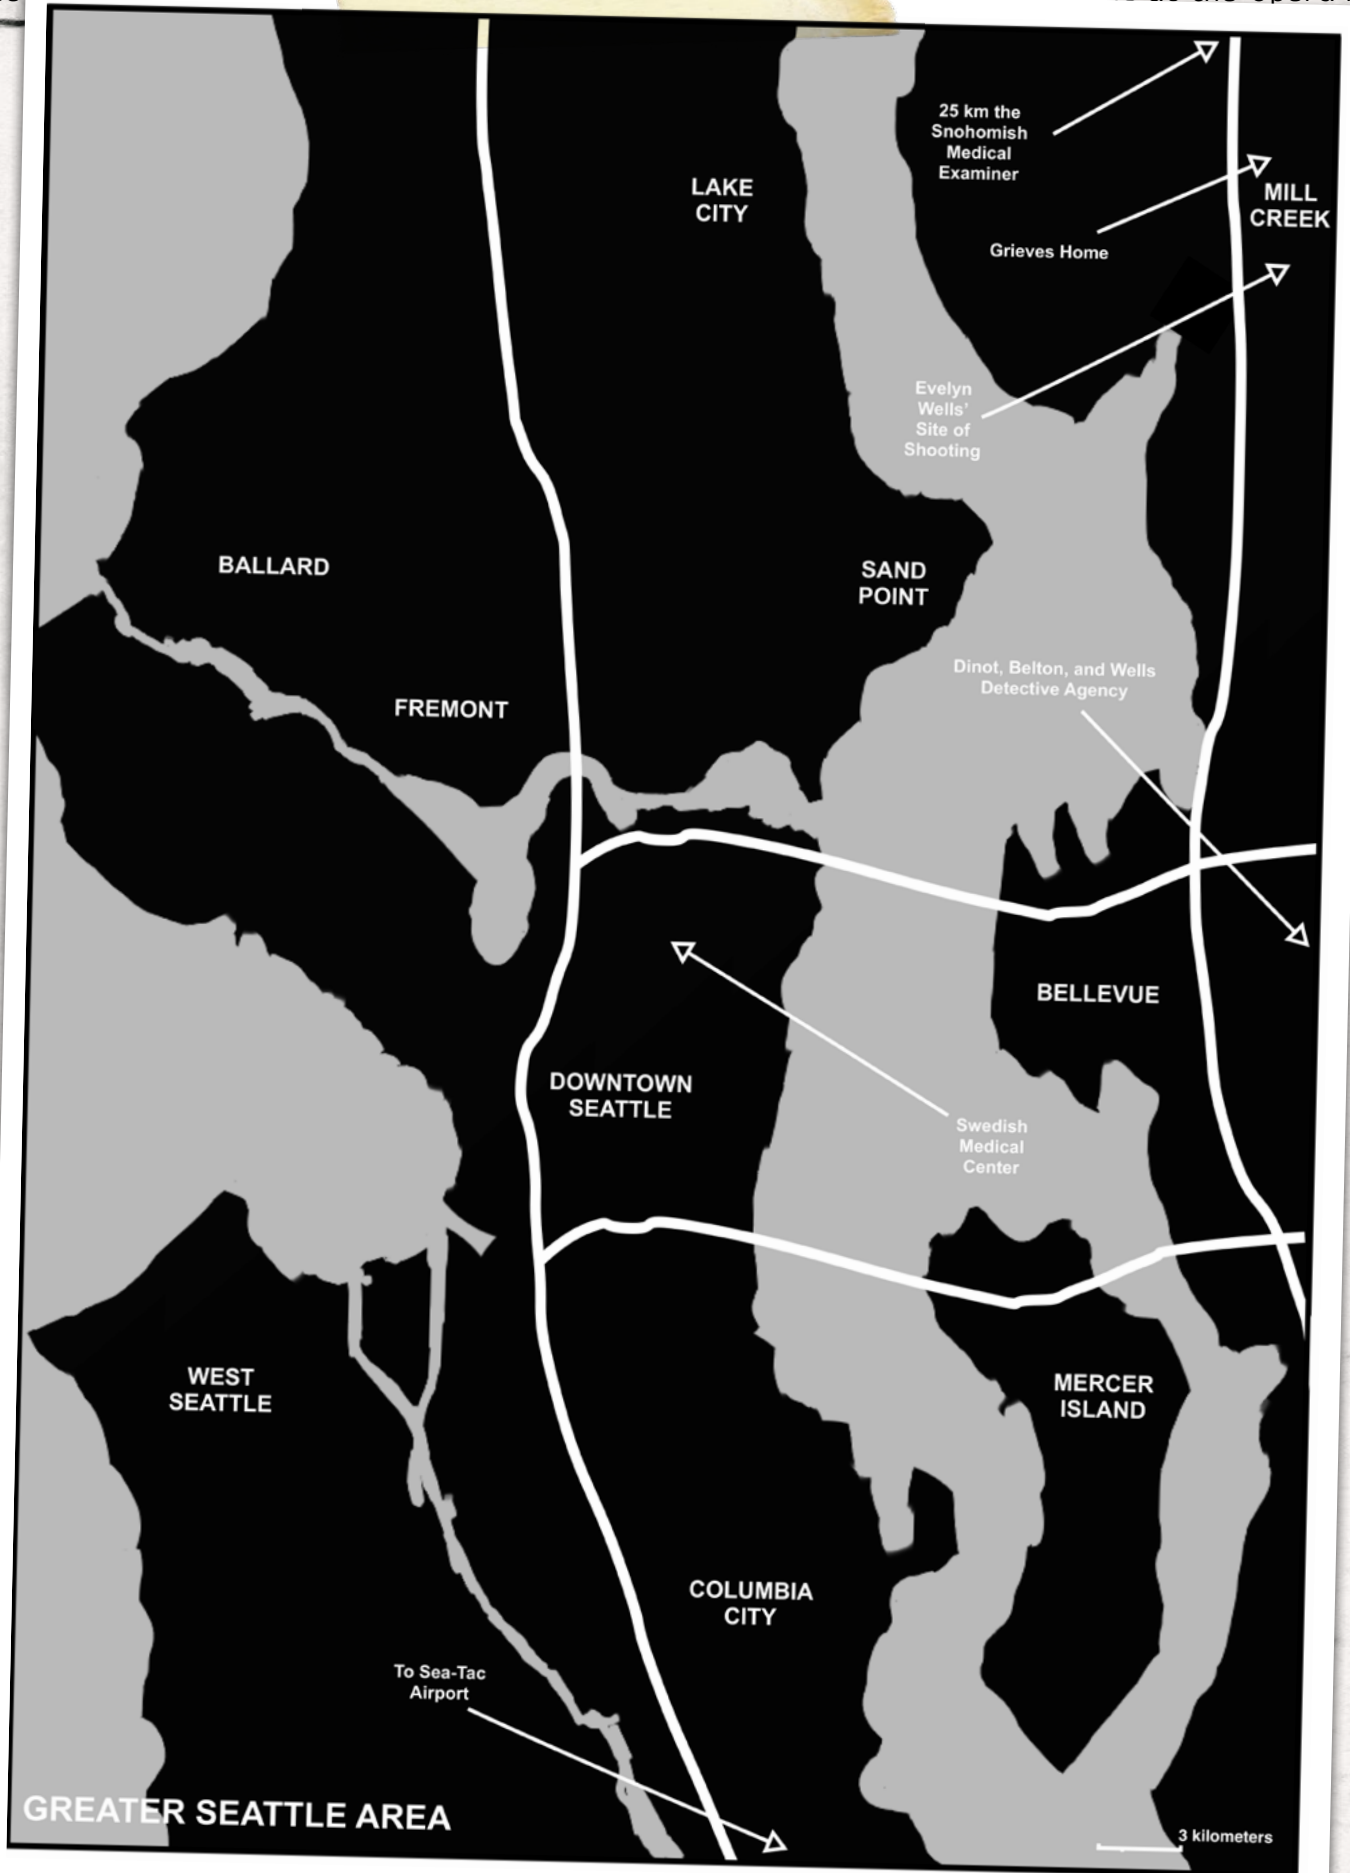 25 km the
Snohomish
Medical
Examiner
LAKE
CITY
MILL
CREEK
Grieves Home
Evelyn
Wells'
Site of
Shooting
BALLARD
SAND
POINT
Dinot, Belton, and Wells
Detective Agency
FREMONT
BELLEVUE
DOWNTOWN
SEATTLE
Swedish
Medical
Center
WEST
SEATTLE
MERCER
ISLAND
COLUMBIA
CITY
To Sea-Tac
Airport
GREATER SEATTLE AREA
3 kilometers